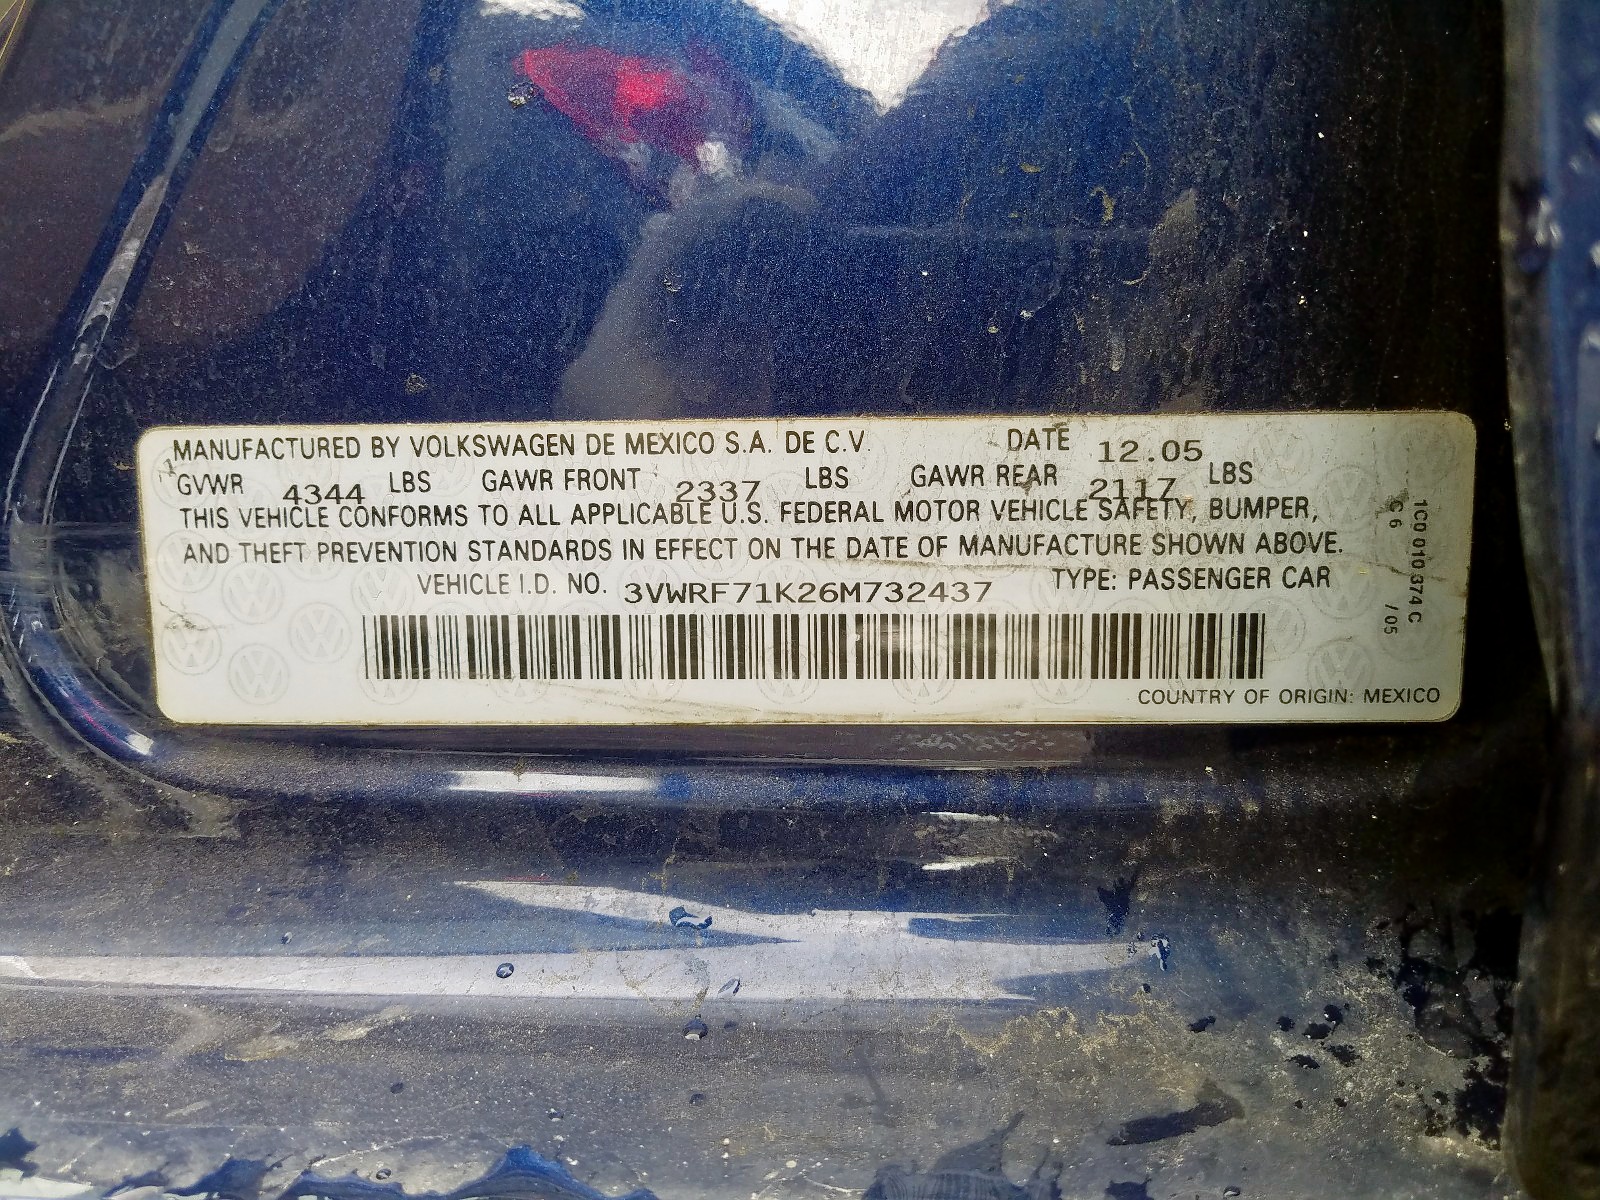 MANUFACTURED BY VOLKSWAGEN DE MEXICO S.A. DE C.V. DATE 12.05
GVWR 4344 LBS GAWR FRONT 2337 LBS GAWR REAR 2117 LBS
THIS VEHICLE CONFORMS TO ALL APPLICABLE U.S. FEDERAL MOTOR VEHICLE SAFETY, BUMPER,
AND THEFT PREVENTION STANDARDS IN EFFECT ON THE DATE OF MANUFACTURE SHOWN ABOVE.
VEHICLE I.D. NO. 3VWRF71K26M732437 TYPE: PASSENGER CAR
COUNTRY OF ORIGIN: MEXICO
1C0 010 374 C
C6 /05